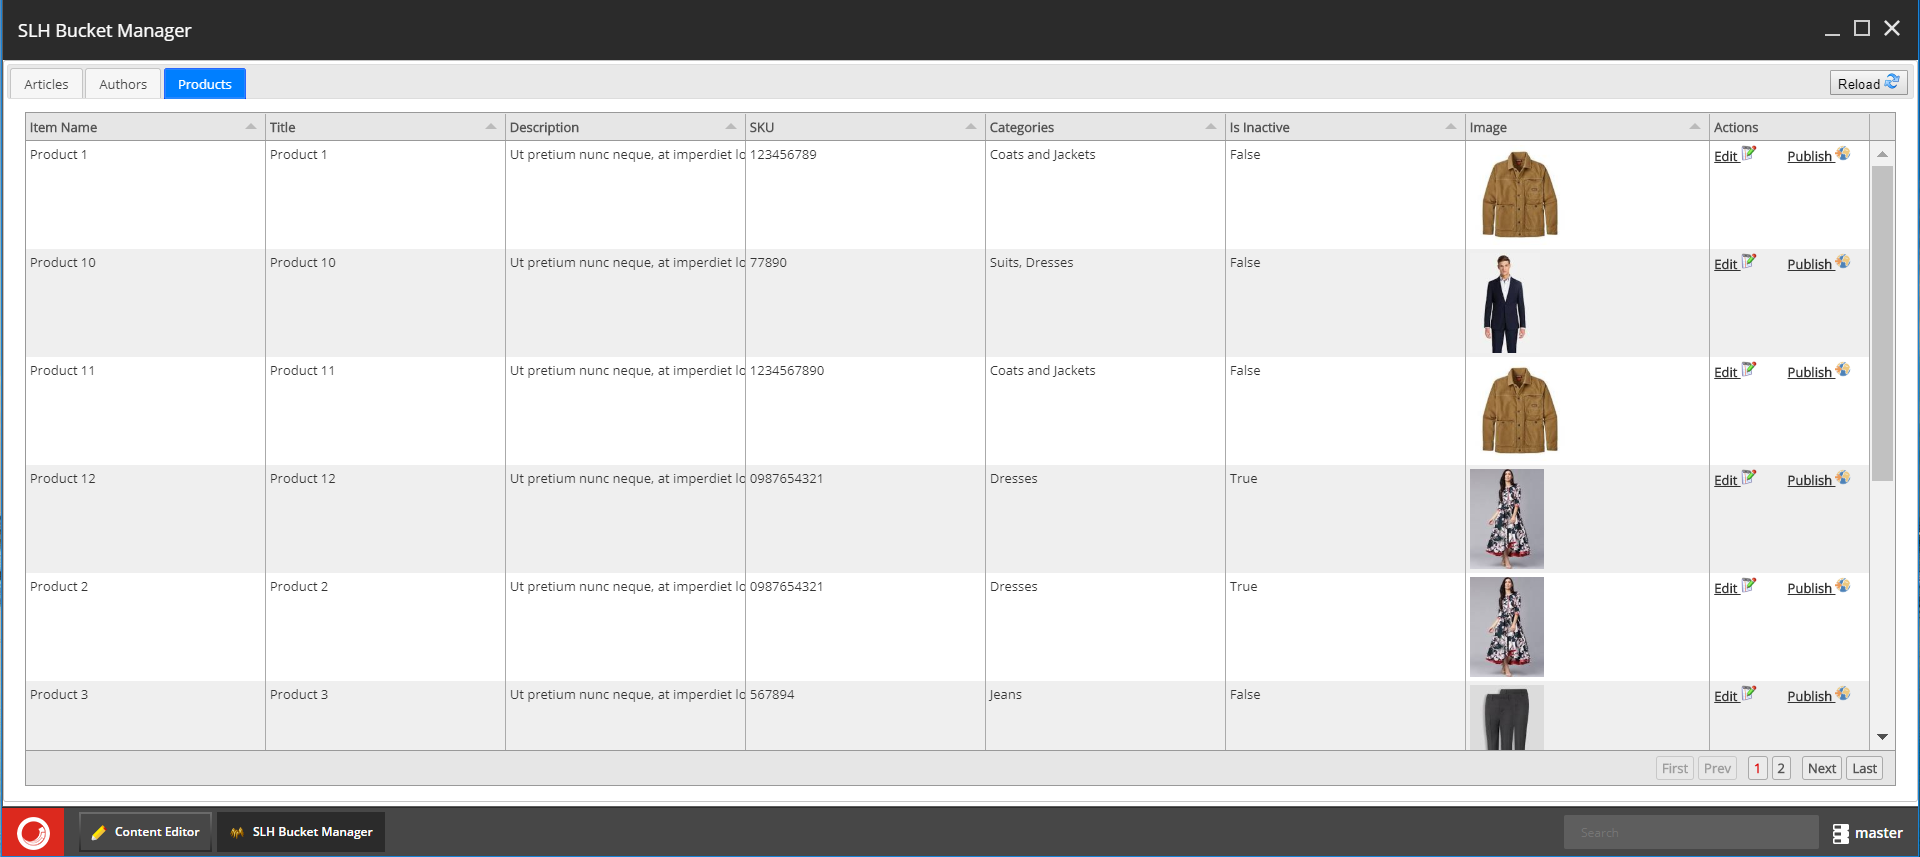 SLH Bucket Manager
Articles Authors Products Reload
Item Name Title Description SKU Categories Is Inactive Image Actions
Product 1 Product 1 Ut pretium nunc neque, at imperdiet lo 123456789 Coats and Jackets False Edit Publish
Product 10 Product 10 Ut pretium nunc neque, at imperdiet lo 77890 Suits, Dresses False Edit Publish
Product 11 Product 11 Ut pretium nunc neque, at imperdiet lo 1234567890 Coats and Jackets False Edit Publish
Product 12 Product 12 Ut pretium nunc neque, at imperdiet lo 0987654321 Dresses True Edit Publish
Product 2 Product 2 Ut pretium nunc neque, at imperdiet lo 0987654321 Dresses True Edit Publish
Product 3 Product 3 Ut pretium nunc neque, at imperdiet lo 567894 Jeans False Edit Publish
First Prev 1 2 Next Last
Content Editor SLH Bucket Manager Search master